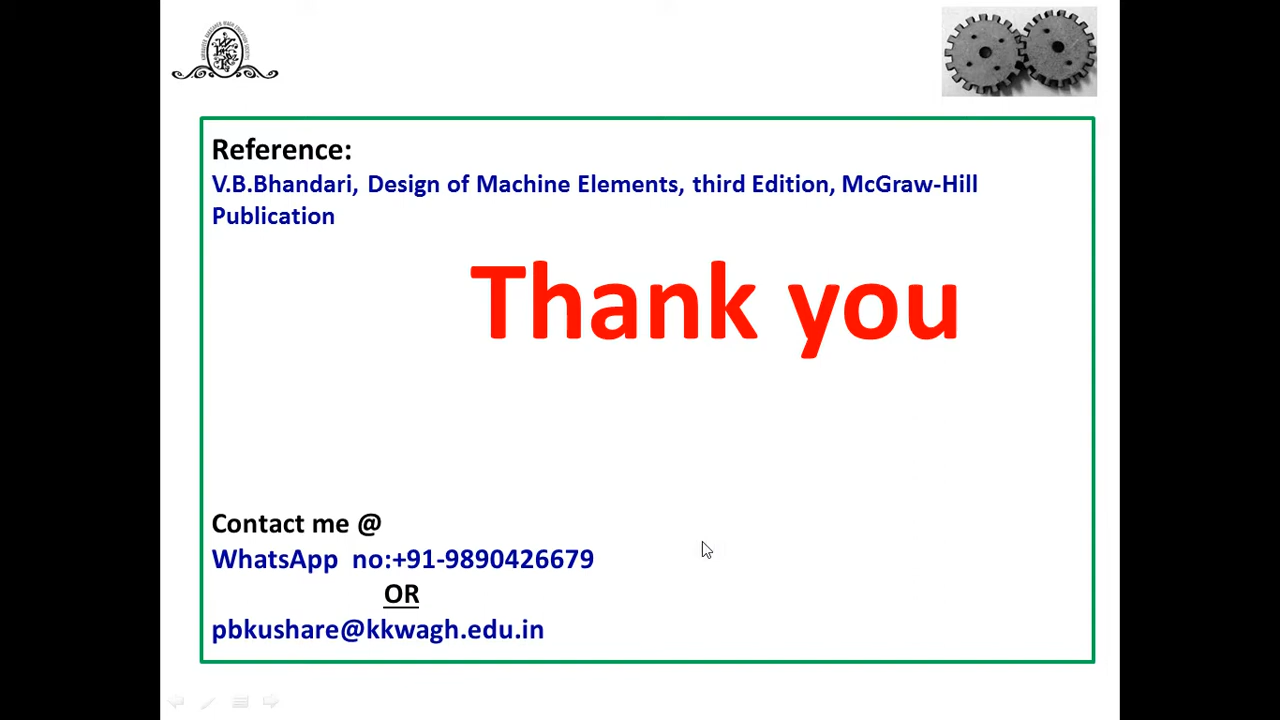 Reference:
V.B.Bhandari, Design of Machine Elements, third Edition, McGraw-Hill
Publication
Thank you
Contact me @
WhatsApp no:+91-9890426679
OR
pbkushare@kkwagh.edu.in